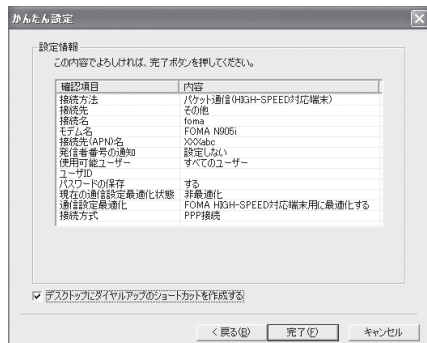 かんたん設定
設定情報
この内容でよろしければ、完了ボタンを押してください。
確認項目 内容
接続方法 パケット通信(HIGH-SPEED対応端末)
接続先 その他
接続名 foma
モデム名 FOMA N905i
接続先(APN)名 XXXabc
発信者番号の通知 設定しない
使用可能ユーザー すべてのユーザー
ユーザID
パスワードの保存 する
現在の通信設定最適化状態 非最適化
通信設定最適化 FOMA HIGH-SPEED対応端末用に最適化する
接続方式 PPP接続
デスクトップにダイヤルアップのショートカットを作成する
< 戻る(B) 完了(F) キャンセル